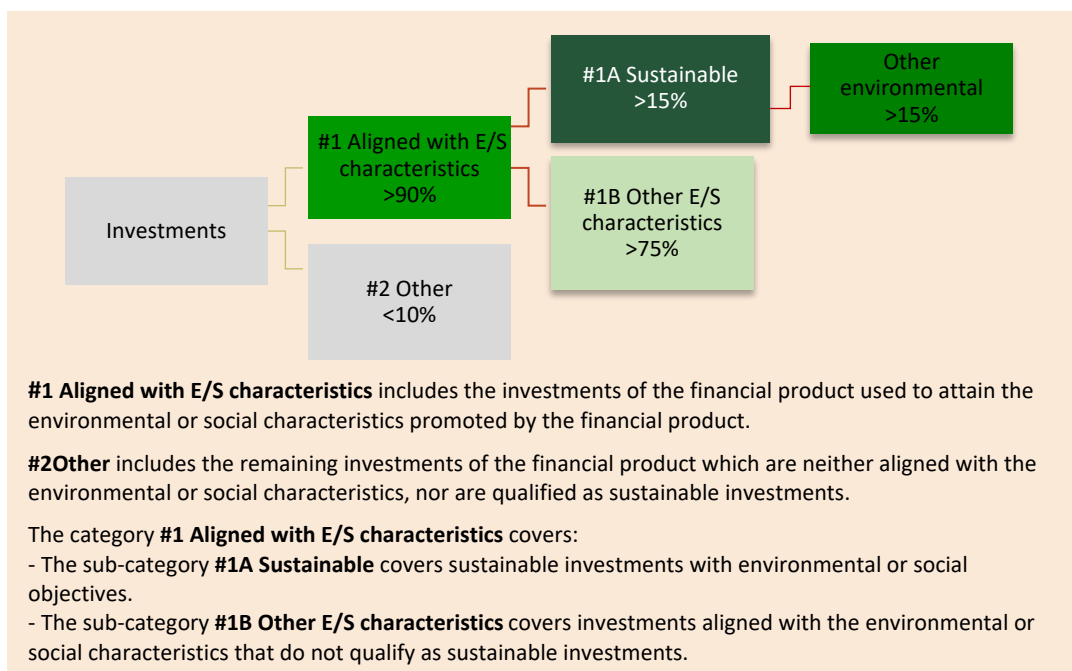 Investments
#1 Aligned with E/S
characteristics
>90%
#2 Other
<10%
#1A Sustainable
>15%
#1B Other E/S
characteristics
>75%
Other
environmental
>15%
#1 Aligned with E/S characteristics includes the investments of the financial product used to attain the
environmental or social characteristics promoted by the financial product.
#2Other includes the remaining investments of the financial product which are neither aligned with the
environmental or social characteristics, nor are qualified as sustainable investments.
The category #1 Aligned with E/S characteristics covers:
- The sub-category #1A Sustainable covers sustainable investments with environmental or social
objectives.
- The sub-category #1B Other E/S characteristics covers investments aligned with the environmental or
social characteristics that do not qualify as sustainable investments.